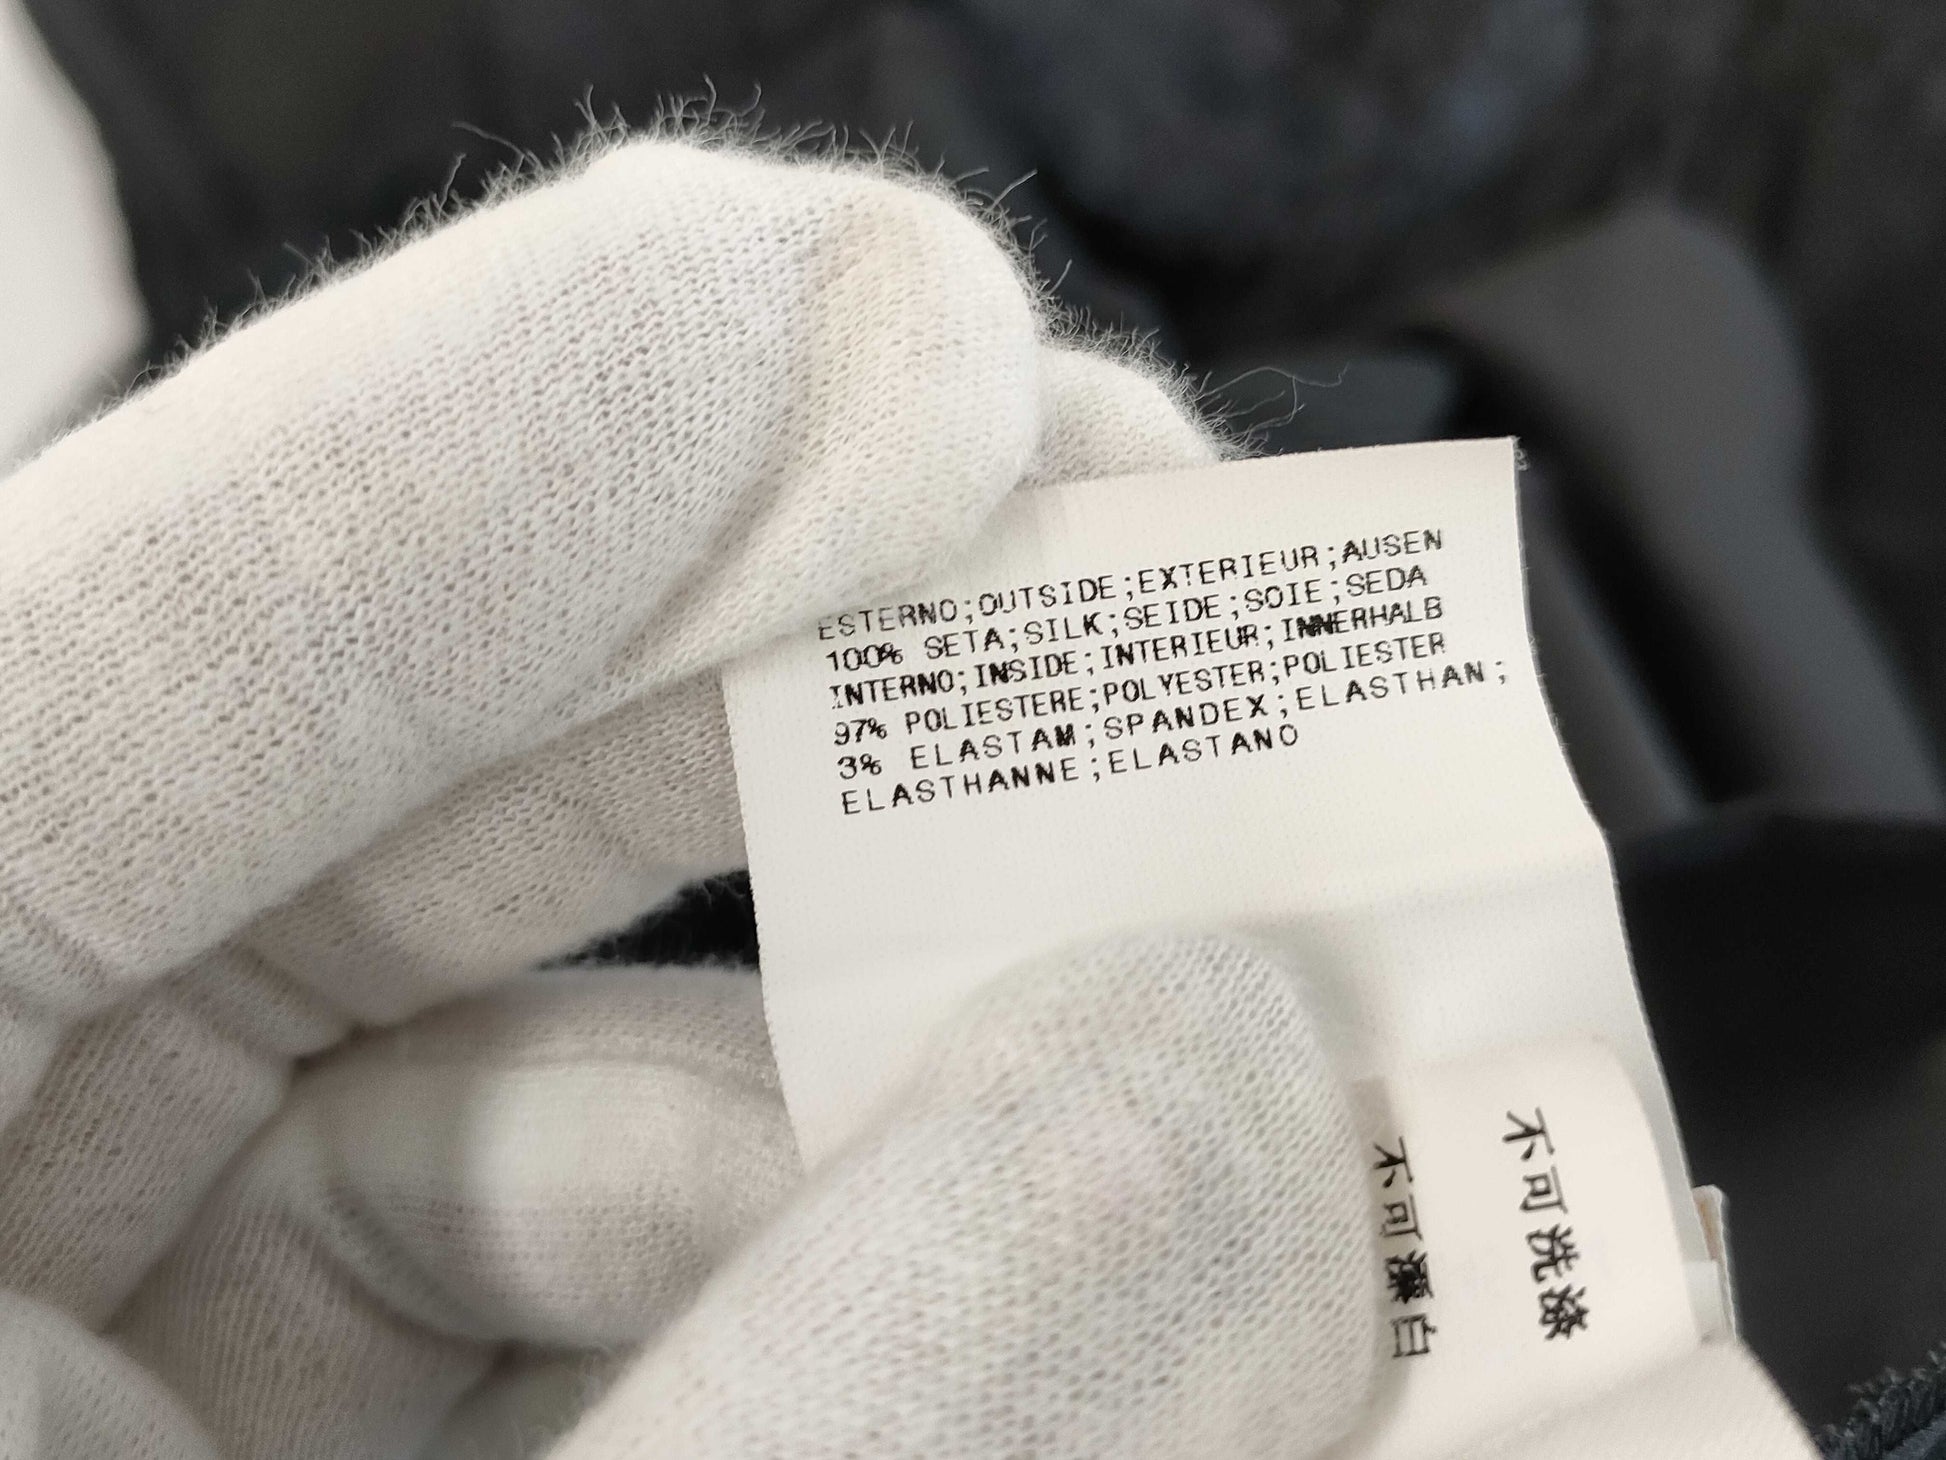 ESTERNO;OUTSIDE;EXTERIEUR;AUSEN
100% SETA;SILK;SEIDE;SOIE;SEDA
INTERNO;INSIDE;INTERIEUR;INNERHALB
97% POLIESTERE;POLYESTER;POLIESTER
3% ELASTAM;SPANDEX;ELASTHAN;
ELASTHANNE;ELASTANO
不可洗滌
不可漂白